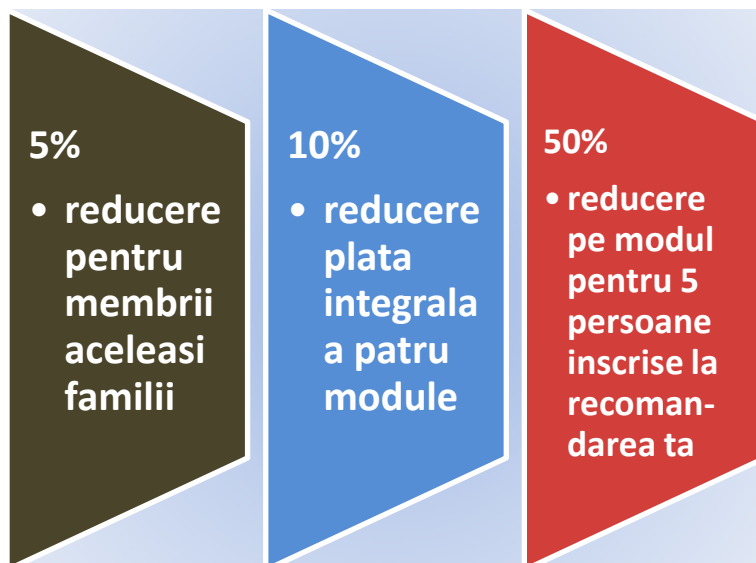 5%
• reducere
pentru
membrii
aceleasi
familii
10%
• reducere
plata
integrala
a patru
module
50%
• reducere
pe modul
pentru 5
persoane
inscrise la
recoman-
darea ta